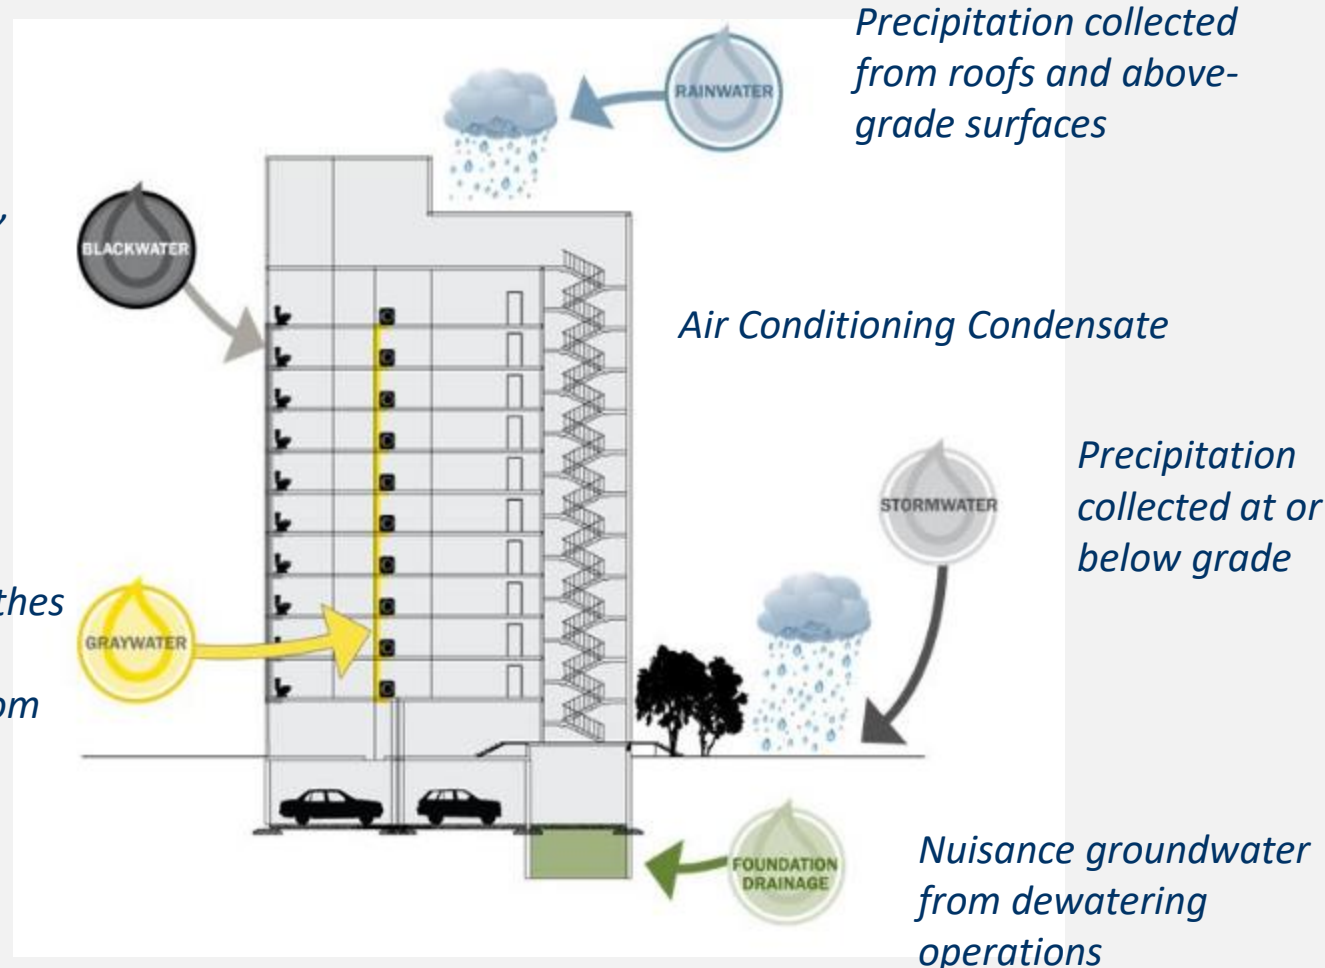 Precipitation collected
from roofs and above-
grade surfaces
RAINWATER
BLACKWATER
Air Conditioning Condensate
Precipitation
collected at or
below grade
STORMWATER
GRAYWATER
FOUNDATION
DRAINAGE
Nuisance groundwater
from dewatering
operations